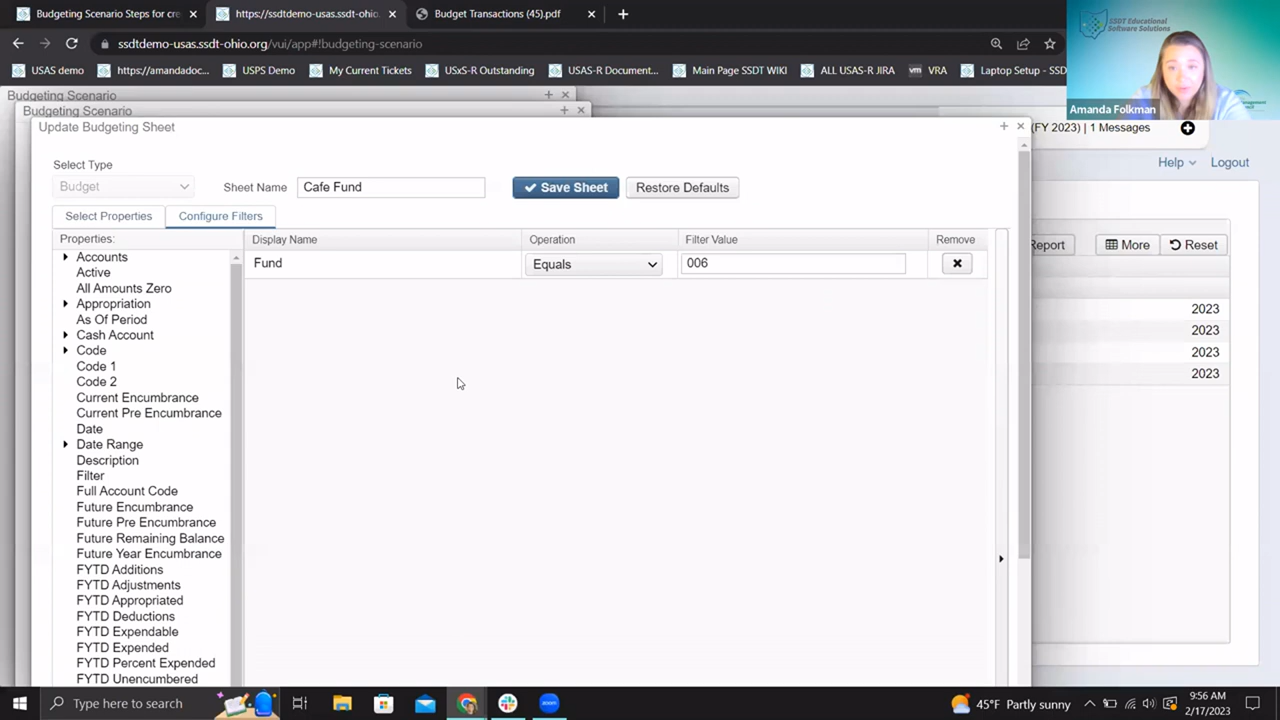 Budgeting Scenario Steps for cre
https://ssdtdemo-usas.ssdt-ohio.
Budget Transactions (45).pdf
ssdtdemo-usas.ssdt-ohio.org/vui/app#!budgeting-scenario
USAS demo
https://amandadoc...
USPS Demo
My Current Tickets
USxS-R Outstanding
USAS-R Document...
Main Page SSDT WIKI
ALL USAS-R JIRA
vm VRA
Laptop Setup - SSD
SSDT Educational
Software Solutions
Amanda Folkman
Budgeting Scenario
Budgeting Scenario
Update Budgeting Sheet
(FY 2023) | 1 Messages
Help
Logout
Select Type
Budget
Sheet Name
Cafe Fund
Save Sheet
Restore Defaults
Select Properties
Configure Filters
Report
More
Reset
Properties:
Display Name
Operation
Filter Value
Remove
Fund
Equals
006
Accounts
Active
All Amounts Zero
Appropriation
As Of Period
Cash Account
Code
Code 1
Code 2
Current Encumbrance
Current Pre Encumbrance
Date
Date Range
Description
Filter
Full Account Code
Future Encumbrance
Future Pre Encumbrance
Future Remaining Balance
Future Year Encumbrance
FYTD Additions
FYTD Adjustments
FYTD Appropriated
FYTD Deductions
FYTD Expendable
FYTD Expended
FYTD Percent Expended
FYTD Unencumbered
2023
2023
2023
2023
Type here to search
zoom
45°F Partly sunny
9:56 AM
2/17/2023